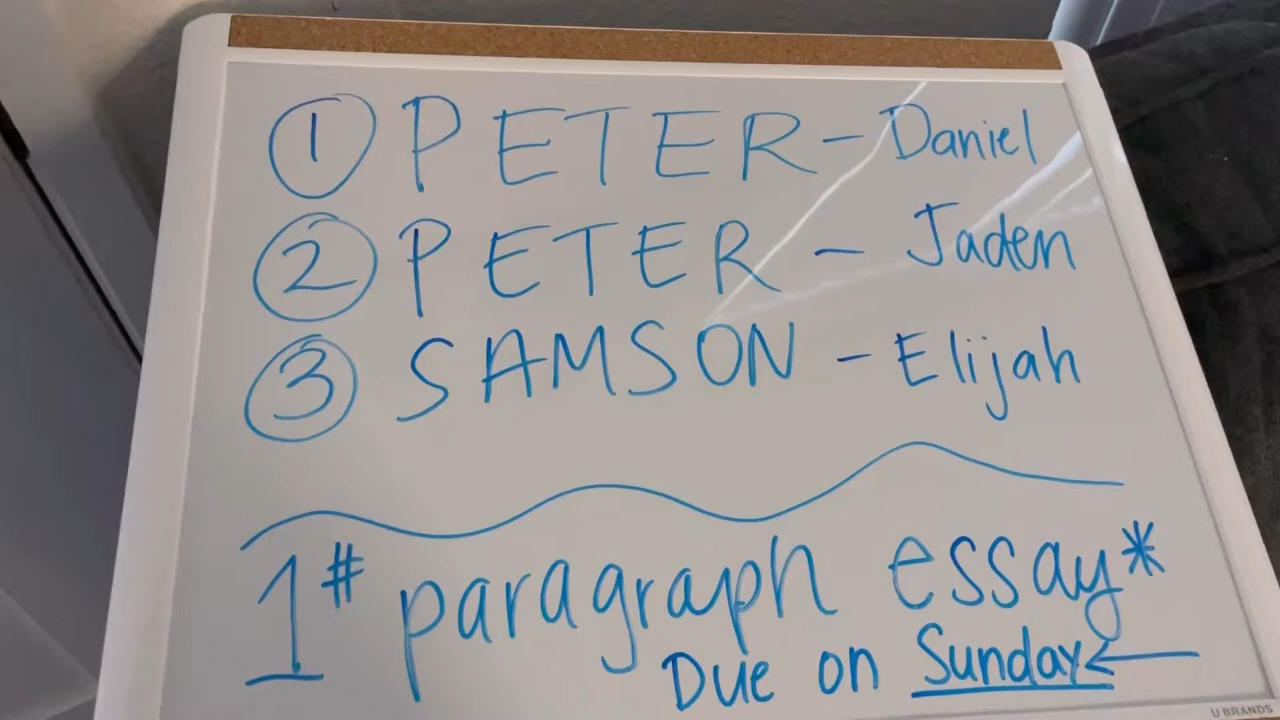 1 PETER - Daniel
2 PETER - Jaden
3 SAMSON - Elijah
1# paragraph essay*
Due on Sunday←
U BRANDS